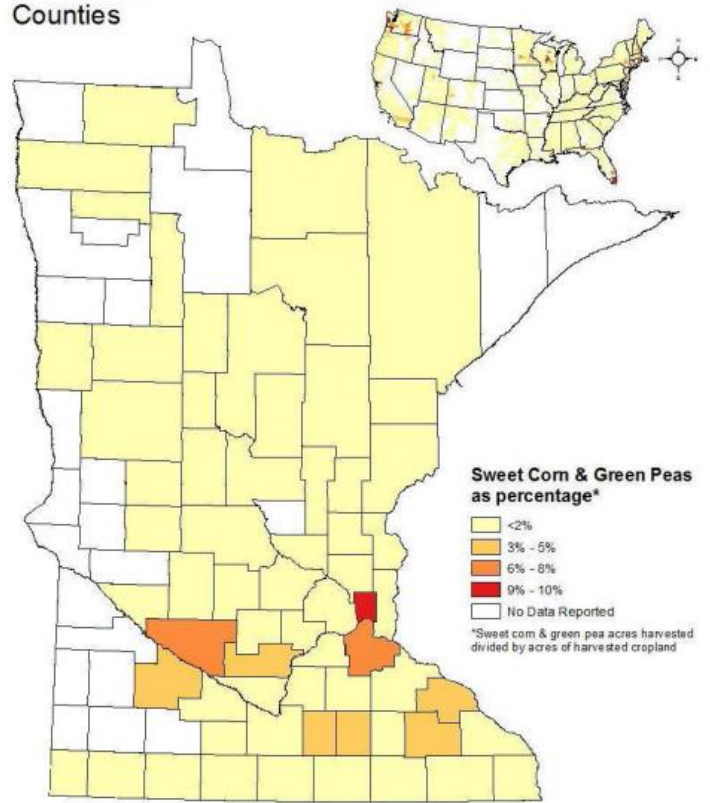 Counties
Sweet Corn & Green Peas
as percentage*
<2%
3% - 5%
6% - 8%
9% - 10%
No Data Reported
*Sweet corn & green pea acres harvested
divided by acres of harvested cropland